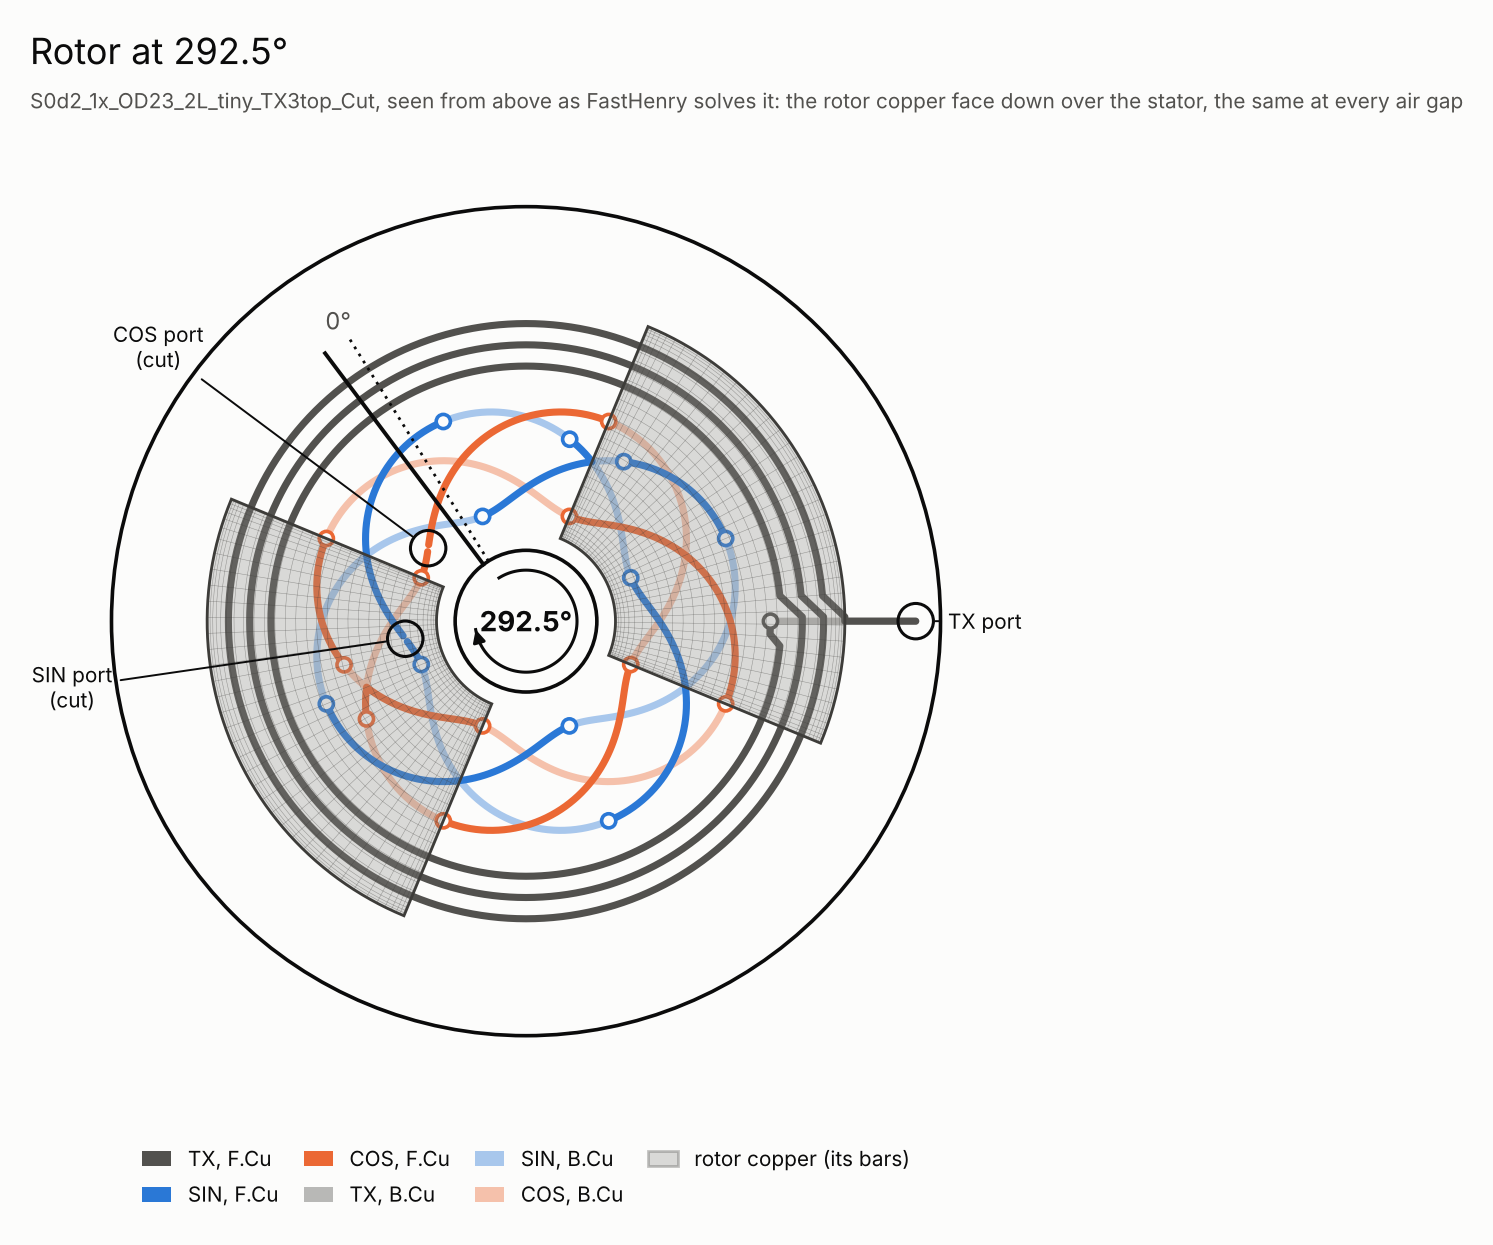 Rotor at 292.5°
S0d2_1x_OD23_2L_tiny_TX3top_Cut, seen from above as FastHenry solves it: the rotor copper face down over the stator, the same at every air gap
0°
COS port
(cut)
292.5°
TX port
SIN port
(cut)
TX, F.Cu
COS, F.Cu
SIN, B.Cu
rotor copper (its bars)
SIN, F.Cu
TX, B.Cu
COS, B.Cu